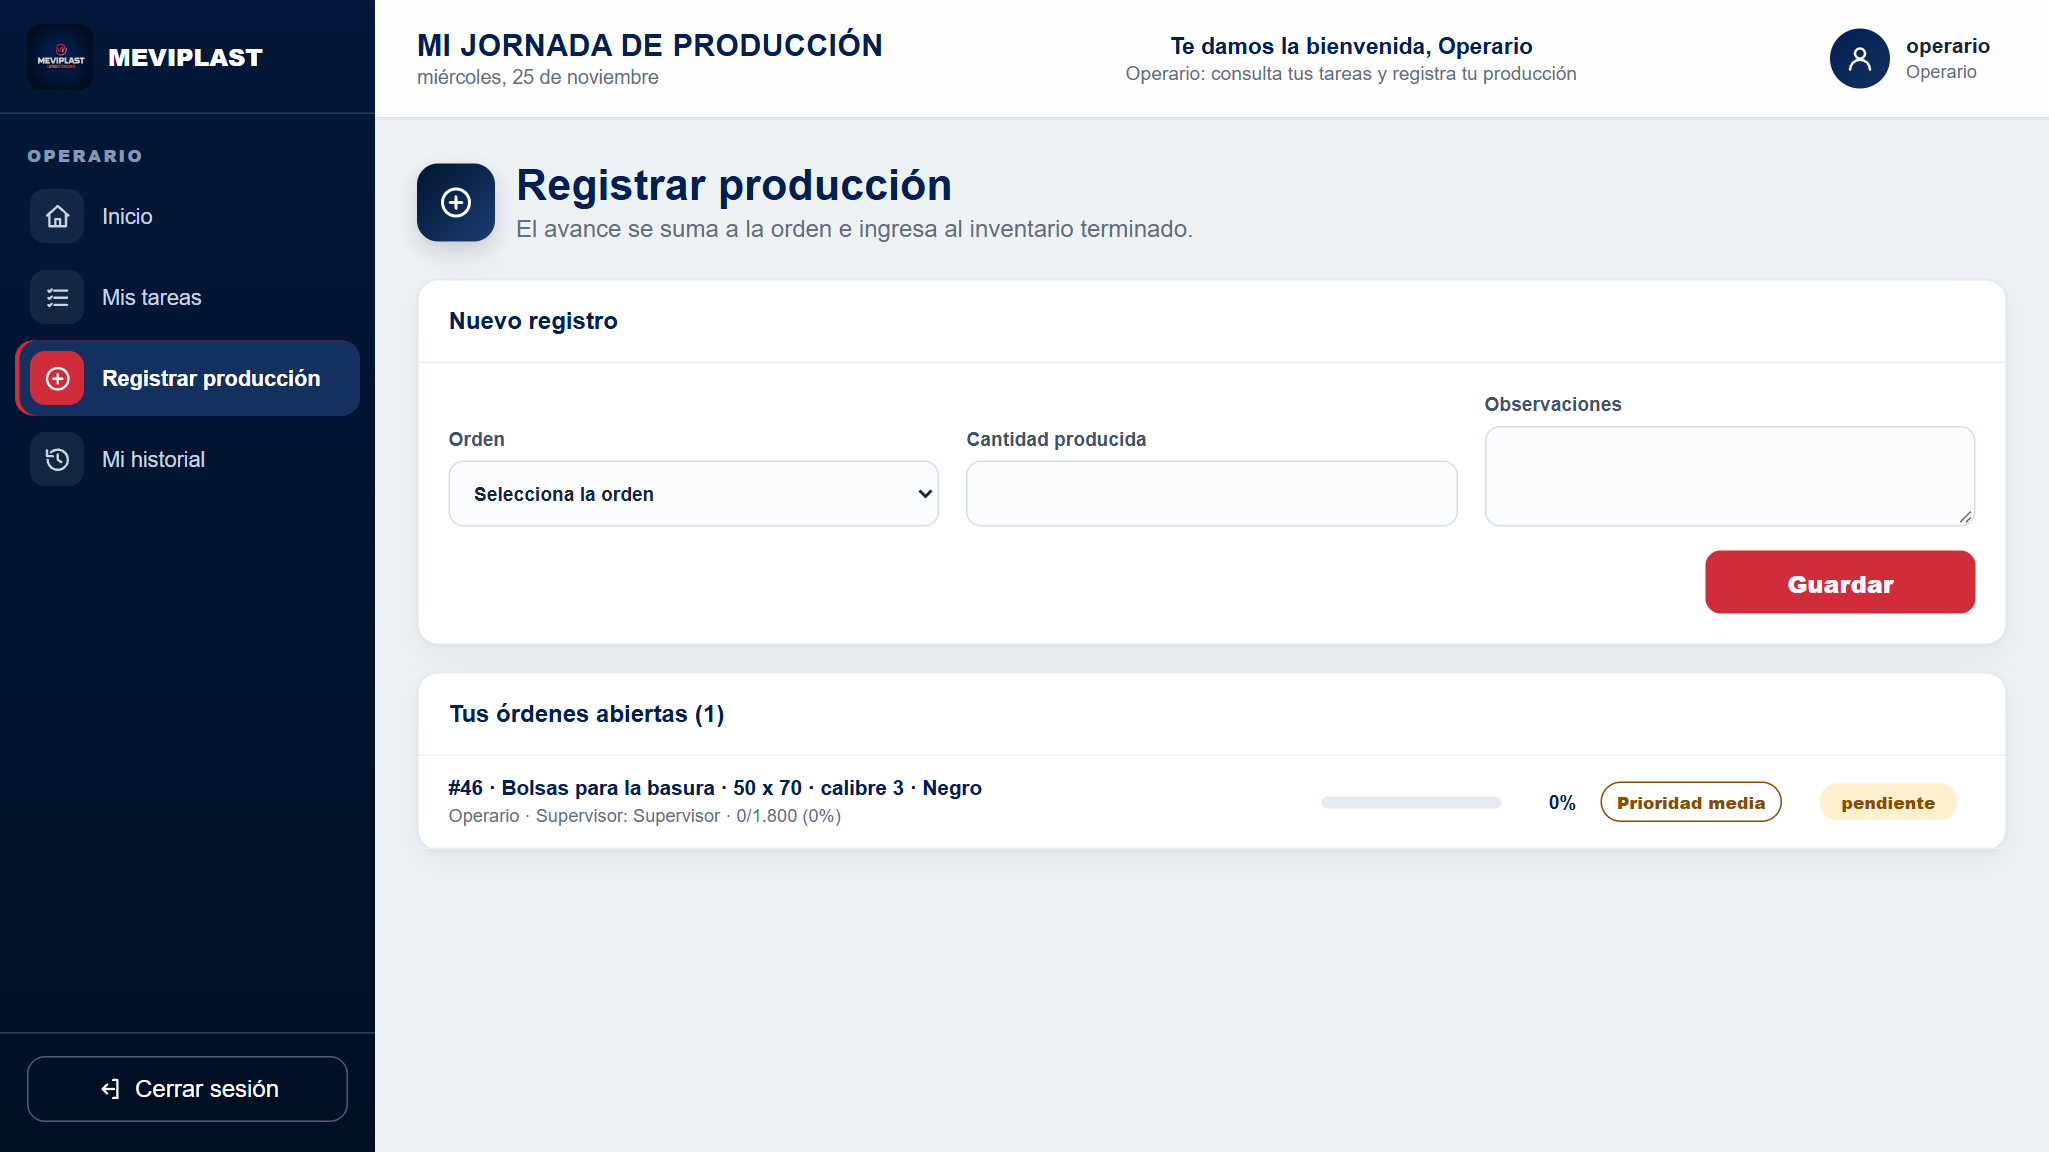 MEVIPLAST
MEVIPLAST
OPERARIO
Inicio
Mis tareas
Registrar producción
Mi historial
Cerrar sesión
MI JORNADA DE PRODUCCIÓN
miércoles, 25 de noviembre
Te damos la bienvenida, Operario
Operario: consulta tus tareas y registra tu producción
operario
Operario
Registrar producción
El avance se suma a la orden e ingresa al inventario terminado.
Nuevo registro
Orden
Selecciona la orden
Cantidad producida
Observaciones
Guardar
Tus órdenes abiertas (1)
#46 · Bolsas para la basura · 50 x 70 · calibre 3 · Negro
Operario · Supervisor: Supervisor · 0/1.800 (0%)
0%
Prioridad media
pendiente